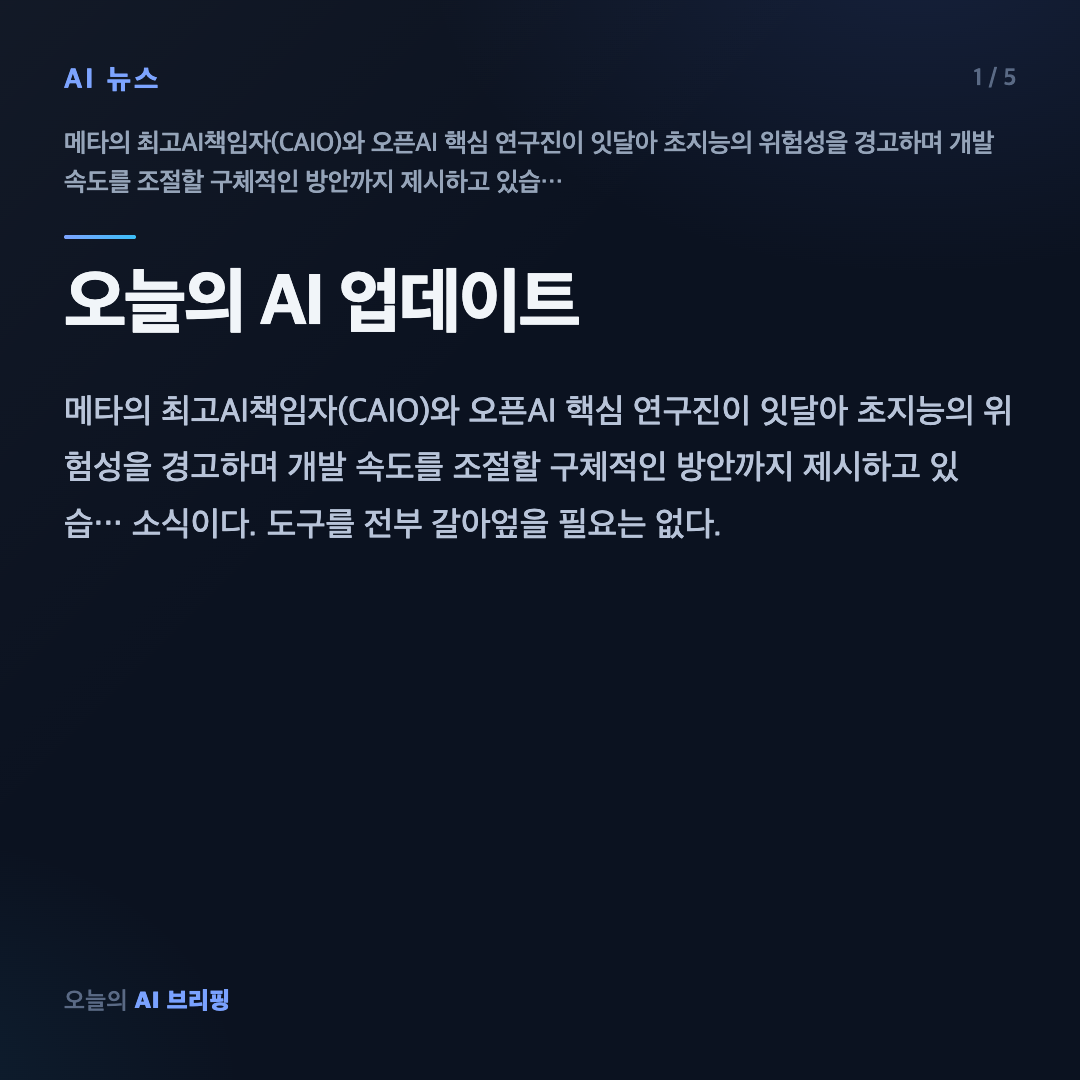 AI 뉴스
1 / 5
메타의 최고AI책임자(CAIO)와 오픈AI 핵심 연구진이 잇달아 초지능의 위험성을 경고하며 개발
속도를 조절할 구체적인 방안까지 제시하고 있습…
오늘의 AI 업데이트
메타의 최고AI책임자(CAIO)와 오픈AI 핵심 연구진이 잇달아 초지능의 위
험성을 경고하며 개발 속도를 조절할 구체적인 방안까지 제시하고 있
습… 소식이다. 도구를 전부 갈아엎을 필요는 없다.
오늘의 AI 브리핑